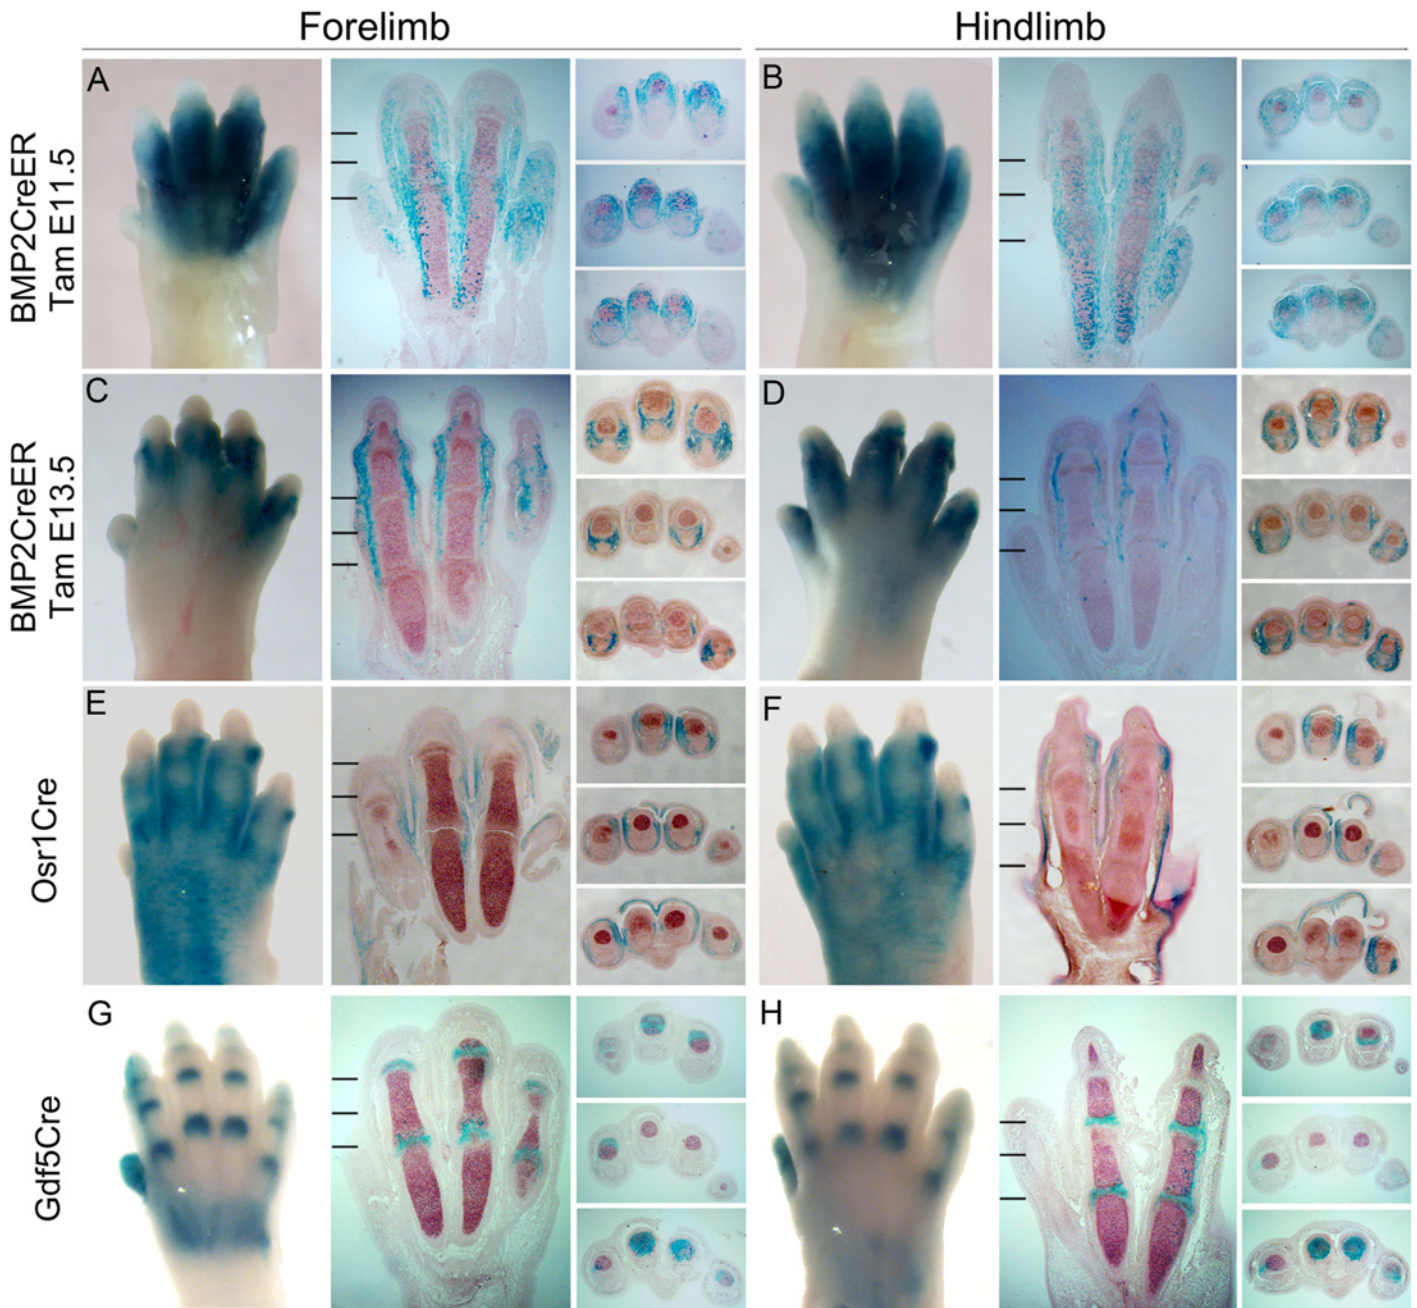 Forelimb
Hindlimb
A
B
BMP2CreER
Tam E11.5
C
D
BMP2CreER
Tam E13.5
E
F
Osr1Cre
G
H
Gdf5Cre